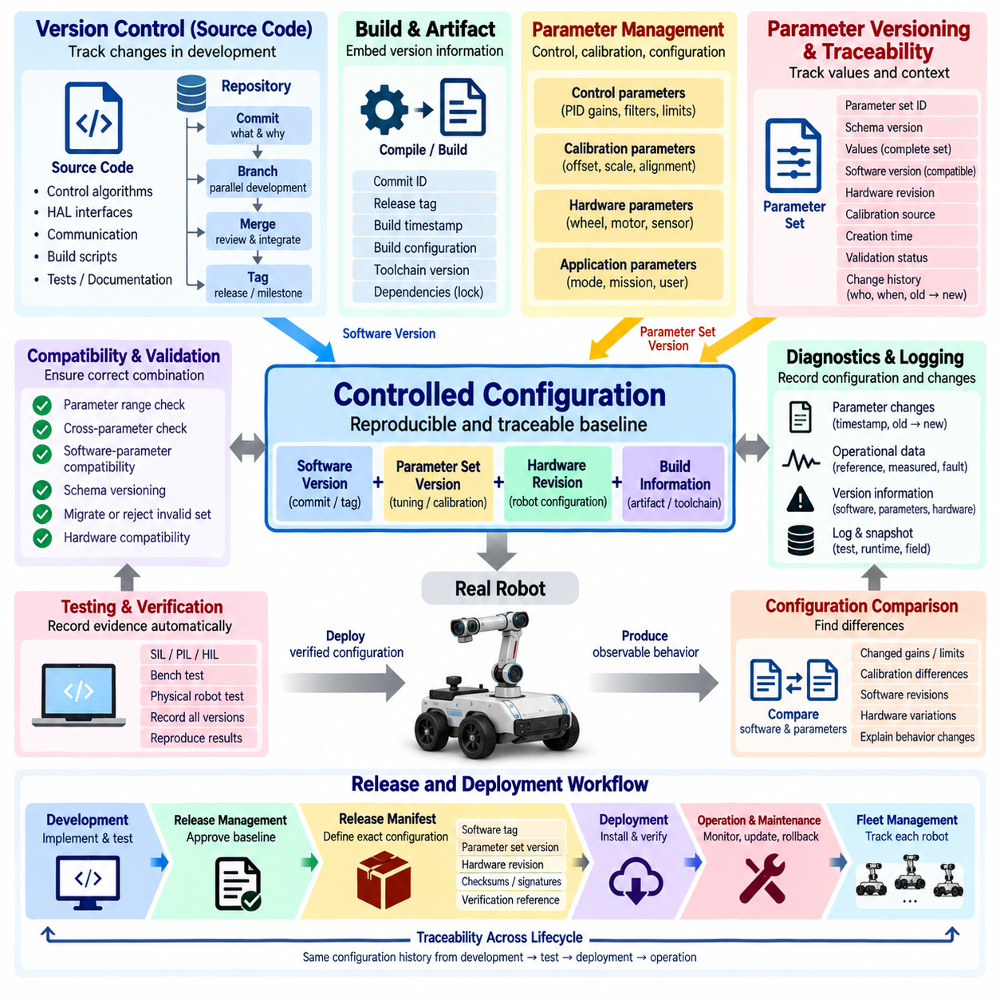 Version Control (Source Code)
Track changes in development
Source Code
• Control algorithms
• HAL interfaces
• Communication
• Build scripts
• Tests / Documentation
Repository
Commit
what & why
Branch
parallel development
Merge
review & integrate
Tag
release / milestone
Build & Artifact
Embed version information
Compile / Build
Commit ID
Release tag
Build timestamp
Build configuration
Toolchain version
Dependencies (lock)
Parameter Management
Control, calibration, configuration
Control parameters
(PID gains, filters, limits)
Calibration parameters
(offset, scale, alignment)
Hardware parameters
(wheel, motor, sensor)
Application parameters
(mode, mission, user)
Parameter Versioning
& Traceability
Track values and context
Parameter
Set
Parameter set ID
Schema version
Values (complete set)
Software version (compatible)
Hardware revision
Calibration source
Creation time
Validation status
Change history
(who, when, old → new)
Software Version
Parameter Set
Version
Compatibility & Validation
Ensure correct combination
Parameter range check
Cross-parameter check
Software-parameter
compatibility
Schema versioning
Migrate or reject invalid set
Hardware compatibility
Controlled Configuration
Reproducible and traceable baseline
Software
Version
(commit / tag)
+
Parameter Set
Version
(tuning / calibration)
+
Hardware
Revision
(robot configuration)
+
Build
Information
(artifact / toolchain)
Diagnostics & Logging
Record configuration and changes
Parameter changes
(timestamp, old → new)
Operational data
(reference, measured, fault)
Version information
(software, parameters, hardware)
Log & snapshot
(test, runtime, field)
Testing & Verification
Record evidence automatically
SIL / PIL / HIL
Bench test
Physical robot test
Record all versions
Reproduce results
Deploy
verified configuration
Real Robot
Produce
observable behavior
Configuration Comparison
Find differences
Compare
software & parameters
Changed gains / limits
Calibration differences
Software revisions
Hardware variations
Explain behavior changes
Release and Deployment Workflow
Development
Implement & test
Release Management
Approve baseline
Release Manifest
Define exact configuration
Software tag
Parameter set version
Hardware revision
Checksums / signatures
Verification reference
Deployment
Install & verify
Operation & Maintenance
Monitor, update, rollback
Fleet Management
Track each robot
...
Traceability Across Lifecycle
Same configuration history from development → test → deployment → operation